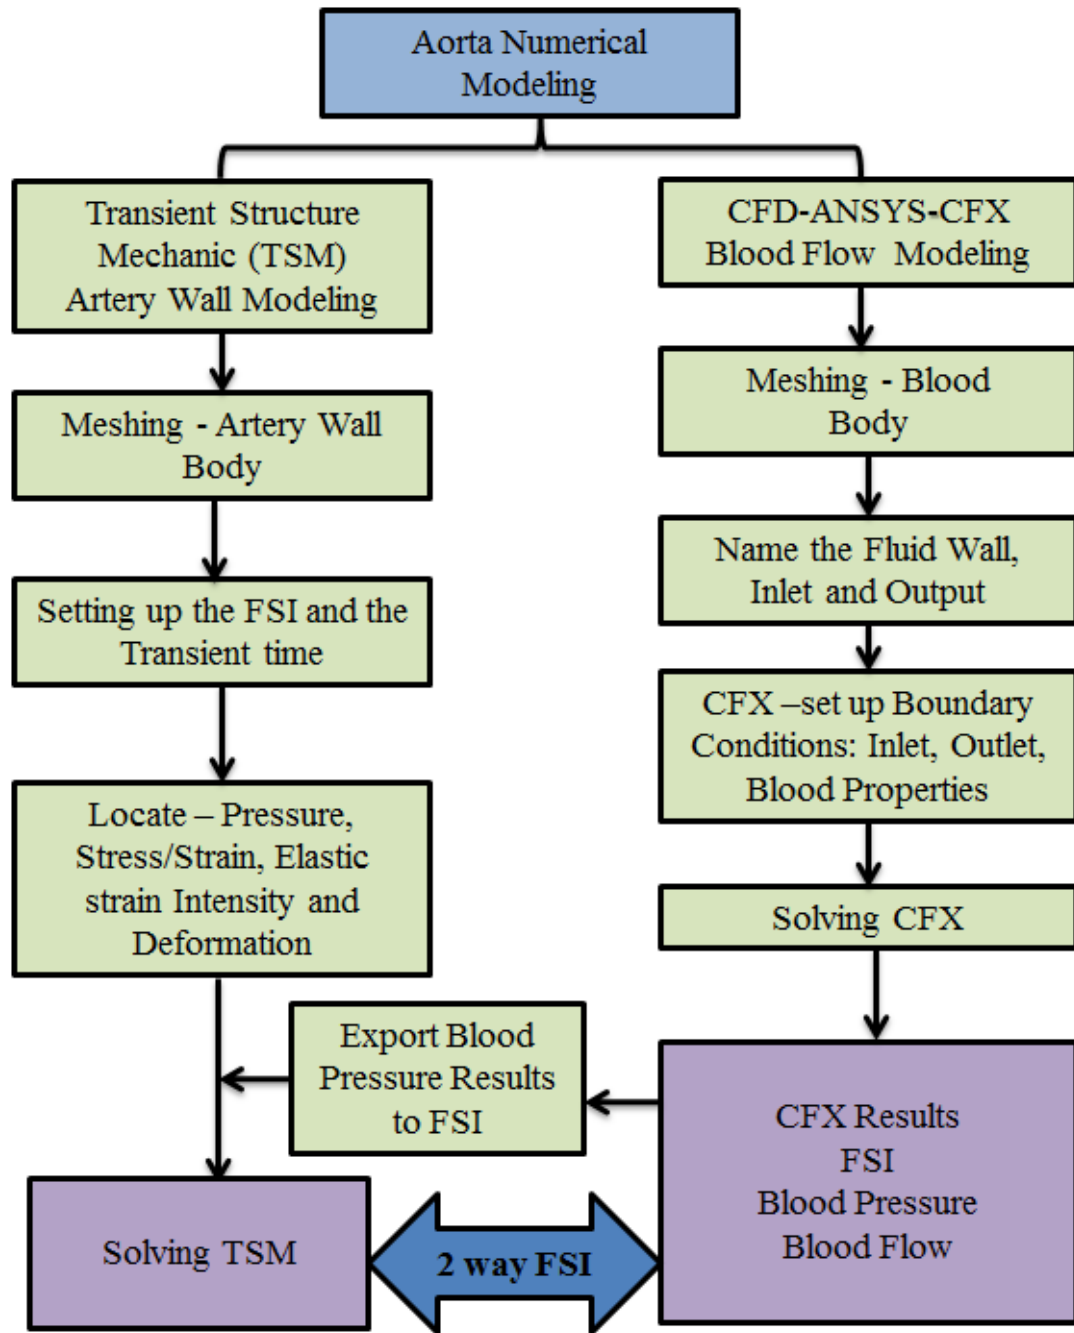 Aorta Numerical
Modeling
Transient Structure
Mechanic (TSM)
Artery Wall Modeling
Meshing - Artery Wall
Body
Setting up the FSI and the
Transient time
Locate – Pressure,
Stress/Strain, Elastic
strain Intensity and
Deformation
CFD-ANSYS-CFX
Blood Flow Modeling
Meshing - Blood
Body
Name the Fluid Wall,
Inlet and Output
CFX –set up Boundary
Conditions: Inlet, Outlet,
Blood Properties
Solving CFX
CFX Results
FSI
Blood Pressure
Blood Flow
Export Blood
Pressure Results
to FSI
Solving TSM
2 way FSI